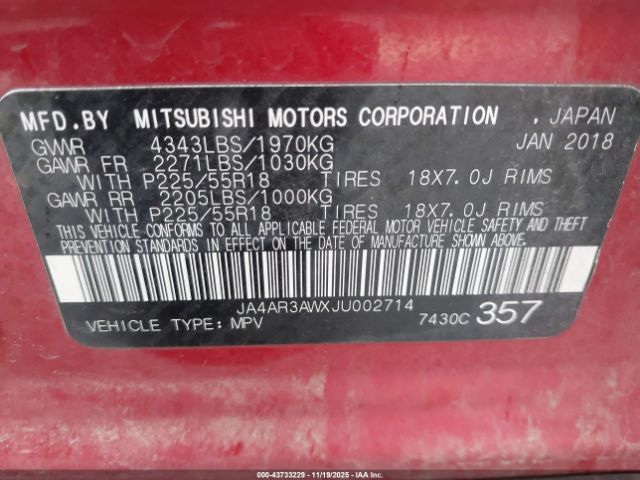 MFD.BY MITSUBISHI MOTORS CORPORATION . JAPAN
GVWR 4343LBS/1970KG JAN 2018
GAWR FR 2271LBS/1030KG
WITH P225/55R18 TIRES 18X7.0J RIMS
GAWR RR 2205LBS/1000KG
WITH P225/55R18 TIRES 18X7.0J RIMS
THIS VEHICLE CONFORMS TO ALL APPLICABLE FEDERAL MOTOR VEHICLE SAFETY AND THEFT
PREVENTION STANDARDS IN EFFECT ON THE DATE OF MANUFACTURE SHOWN ABOVE.
JA4AR3AWXJU002714
VEHICLE TYPE: MPV 7430C 357
000-43733229 - 11/19/2025 - IAAI.CA